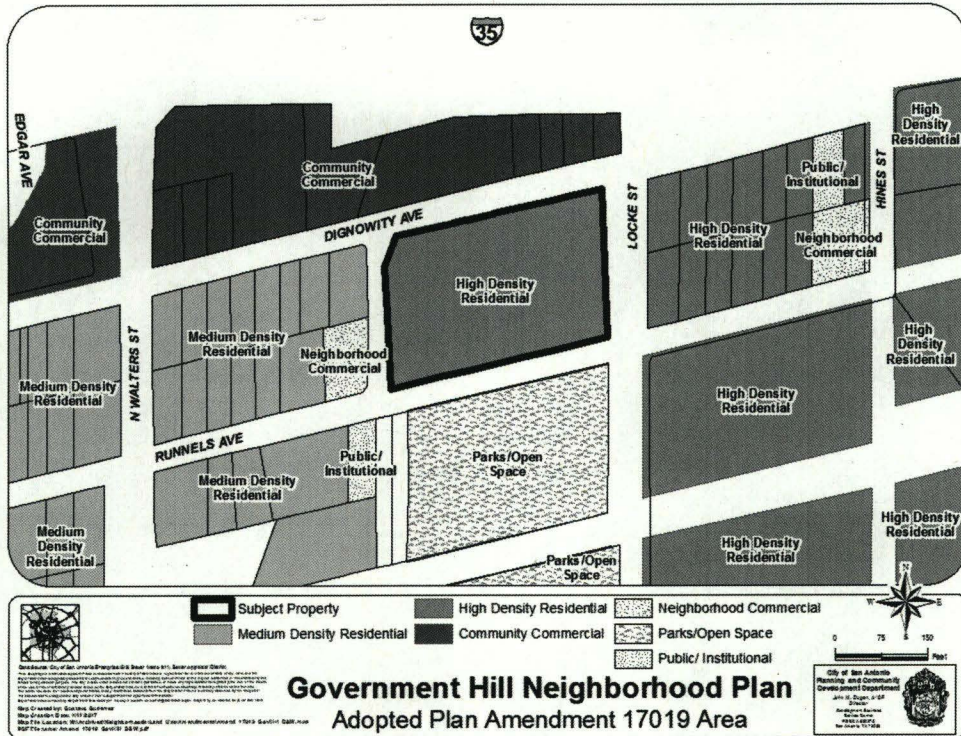 35
EDGAR AVE
High
Density
Residential
Community
Commercial
Public/
Institutional
HINES ST
Community
Commercial
DIGNOWITY AVE
LOCKE ST
High Density
Residential
Neighborhood
Commercial
High Density
Residential
N WALTERS ST
Medium Density
Residential
Neighborhood
Commercial
High
Density
Residential
Medium Density
Residential
High Density
Residential
RUNNELS AVE
Public/
Institutional
Parks/Open
Space
Medium Density
Residential
Medium
Density
Residential
High Density
Residential
High Density
Residential
Parks/Open
Space
N
W E
S
Subject Property
High Density Residential
Neighborhood Commercial
Medium Density Residential
Community Commercial
Parks/Open Space
Public/ Institutional
0 75 150
Feet
Government Hill Neighborhood Plan
Adopted Plan Amendment 17019 Area
City of San Antonio
Planning and Community
Development Department